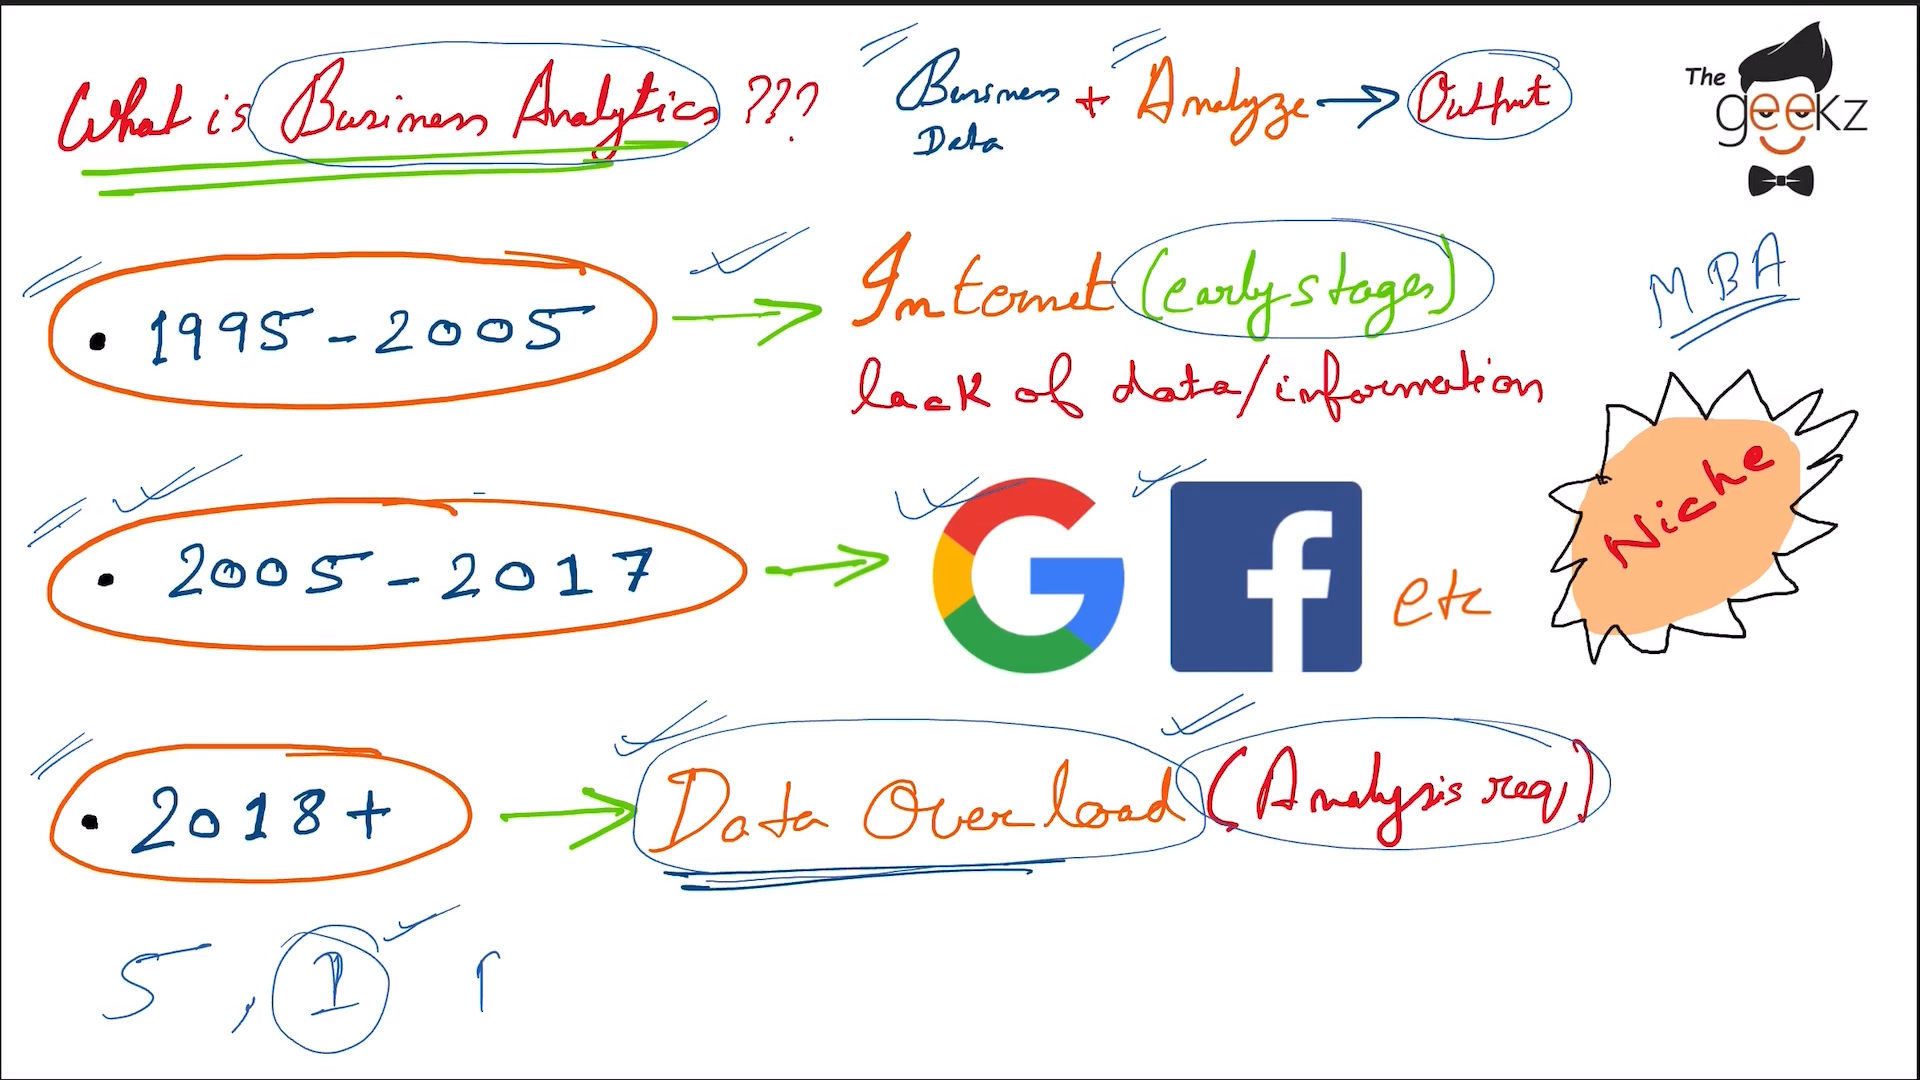 What is Business Analytics ???
Business Data + Analyze → Output
The geekz
• 1995 - 2005
Internet (early stages)
lack of data/information
MBA
Niche
• 2005 - 2017
etc
• 2018+
Data Overload (Analysis req)
5, 1